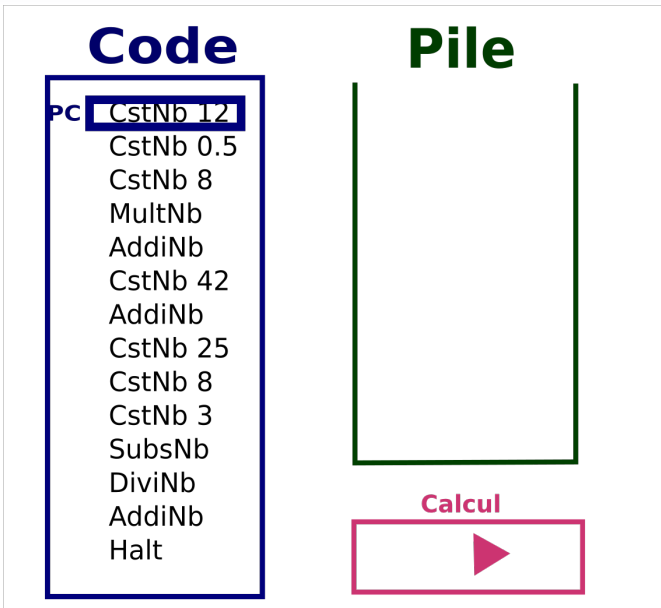 Code
Pile
PC
CstNb 12
CstNb 0.5
CstNb 8
MultNb
AddiNb
CstNb 42
AddiNb
CstNb 25
CstNb 8
CstNb 3
SubsNb
DiviNb
AddiNb
Halt
Calcul